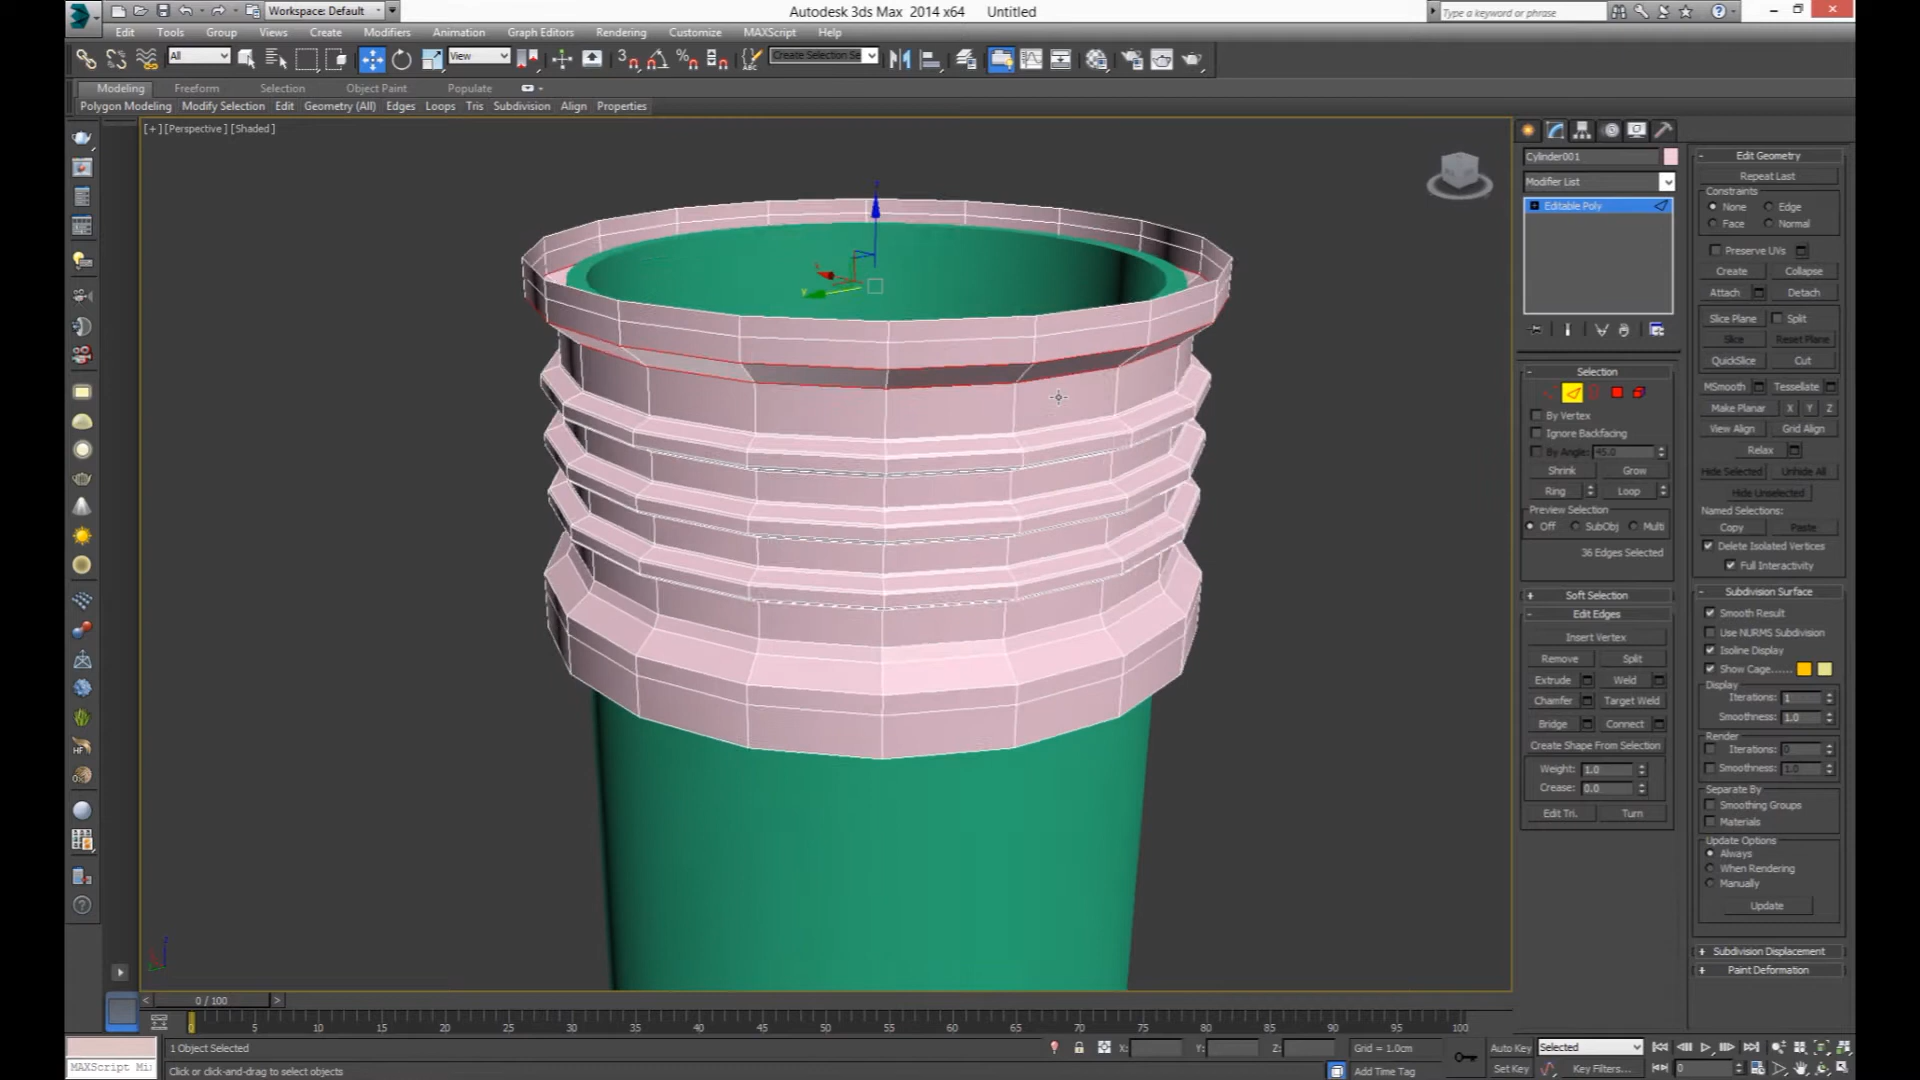 Workspace: Default
Autodesk 3ds Max 2014 x64 Untitled
Type a keyword or phrase
Edit Tools Group Views Create Modifiers Animation Graph Editors Rendering Customize MAXScript Help
All
View
Create Selection Se
Modeling Freeform Selection Object Paint Populate
Polygon Modeling Modify Selection Edit Geometry (All) Edges Loops Tris Subdivision Align Properties
[+] [Perspective] [Shaded]
Cylinder001
Modifier List
Editable Poly
Selection
By Vertex
Ignore Backfacing
By Angle: 45.0
Shrink Grow
Ring Loop
Preview Selection
Off SubObj Multi
36 Edges Selected
Soft Selection
Edit Edges
Insert Vertex
Remove Split
Extrude Weld
Chamfer Target Weld
Bridge Connect
Create Shape From Selection
Weight: 1.0
Crease: 0.0
Edit Tri. Turn
Edit Geometry
Repeat Last
Constraints
None Edge
Face Normal
Preserve UVs
Create Collapse
Attach Detach
Slice Plane Split
Slice Reset Plane
QuickSlice Cut
MSmooth Tessellate
Make Planar X Y Z
View Align Grid Align
Relax
Hide Selected Unhide All
Hide Unselected
Named Selections:
Copy Paste
Delete Isolated Vertices
Full Interactivity
Subdivision Surface
Smooth Result
Use NURMS Subdivision
Isoline Display
Show Cage......
Display
Iterations: 1
Smoothness: 1.0
Render
Iterations: 0
Smoothness: 1.0
Separate By
Smoothing Groups
Materials
Update Options
Always
When Rendering
Manually
Update
Subdivision Displacement
Paint Deformation
0 / 100
0 5 10 15 20 25 30 35 40 45 50 55 60 65 70 75 80 85 90 95 100
1 Object Selected
X: Y: Z: Grid = 1.0cm
Auto Key Selected
MAXScript Mi
Click or click-and-drag to select objects
Add Time Tag
Set Key Key Filters... 0